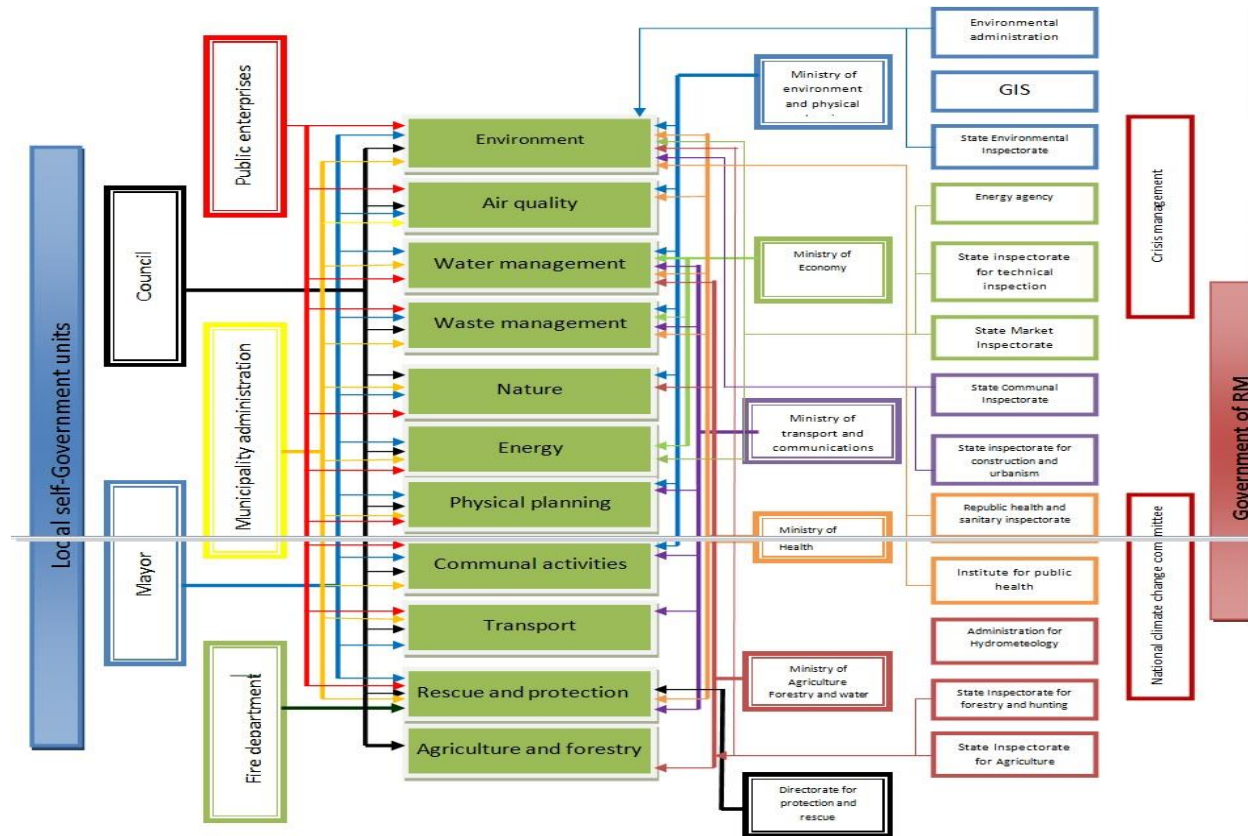 Local self-Government units
Council
Mayor
Public enterprises
Municipality administration
Fire department
Environment
Air quality
Water management
Waste management
Nature
Energy
Physical planning
Communal activities
Transport
Rescue and protection
Agriculture and forestry
Ministry of
environment
and physical
Ministry of
Economy
Ministry of
transport and
communications
Ministry of
Health
Ministry of
Agriculture
Forestry and water
Directorate for
protection and
rescue
Environmental
administration
GIS
State Environmental
Inspectorate
Energy agency
State inspectorate
for technical
inspection
State Market
Inspectorate
State Communal
Inspectorate
State inspectorate for
construction and
urbanism
Republic health and
sanitary inspectorate
Institute for public
health
Administration for
Hydrometeology
State Inspectorate for
forestry and hunting
State Inspectorate
for Agriculture
Crisis management
National climate change committee
Government of RM